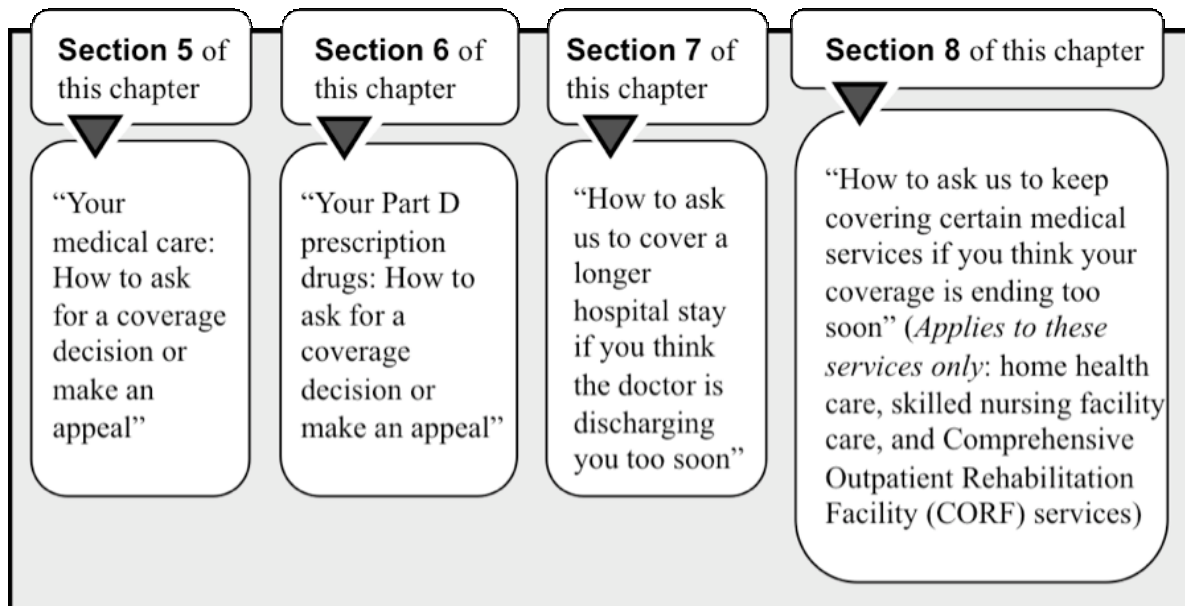 Section 5 of
this chapter
“Your
medical care:
How to ask
for a coverage
decision or
make an
appeal”
Section 6 of
this chapter
“Your Part D
prescription
drugs: How to
ask for a
coverage
decision or
make an appeal”
Section 7 of
this chapter
“How to ask
us to cover a
longer
hospital stay
if you think
the doctor is
discharging
you too soon”
Section 8 of this chapter
“How to ask us to keep
covering certain medical
services if you think your
coverage is ending too
soon” (Applies to these
services only: home health
care, skilled nursing facility
care, and Comprehensive
Outpatient Rehabilitation
Facility (CORF) services)